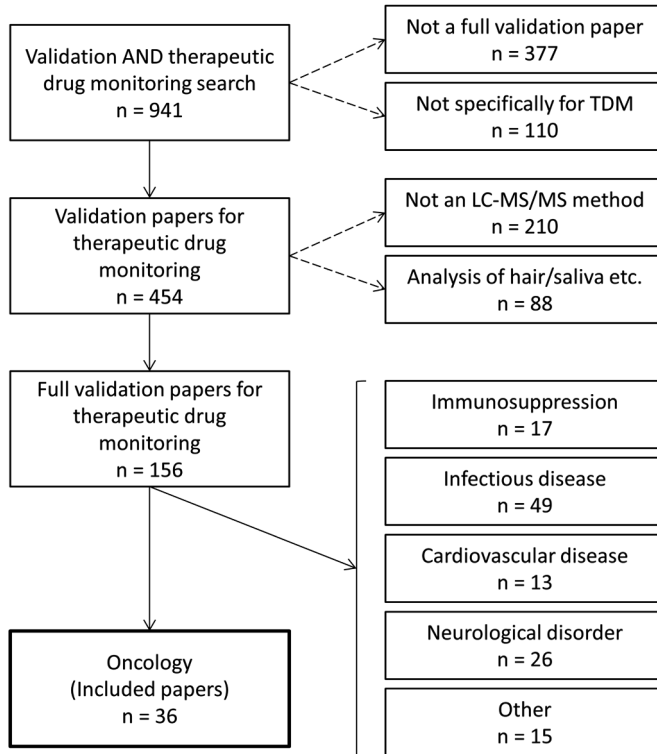 Validation AND therapeutic
drug monitoring search
n = 941
Not a full validation paper
n = 377
Not specifically for TDM
n = 110
Validation papers for
therapeutic drug
monitoring
n = 454
Not an LC-MS/MS method
n = 210
Analysis of hair/saliva etc.
n = 88
Full validation papers for
therapeutic drug
monitoring
n = 156
Immunosuppression
n = 17
Infectious disease
n = 49
Cardiovascular disease
n = 13
Neurological disorder
n = 26
Other
n = 15
Oncology
(Included papers)
n = 36